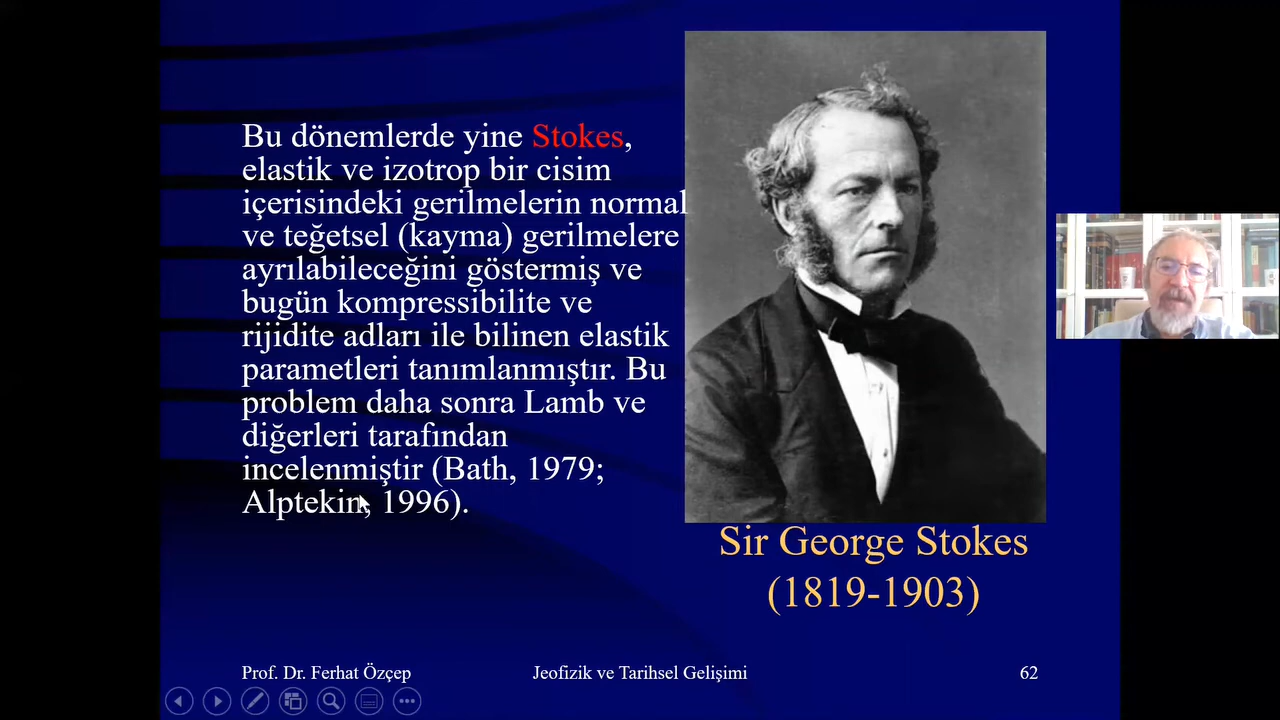 Bu dönemlerde yine Stokes,
elastik ve izotrop bir cisim
içerisindeki gerilmelerin normal
ve teğetsel (kayma) gerilmelere
ayrılabileceğini göstermiş ve
bugün kompressibilite ve
rijidite adları ile bilinen elastik
parametleri tanımlanmıştır. Bu
problem daha sonra Lamb ve
diğerleri tarafından
incelenmiştir (Bath, 1979;
Alptekin, 1996).
Sir George Stokes
(1819-1903)
Prof. Dr. Ferhat Özçep
Jeofizik ve Tarihsel Gelişimi
62